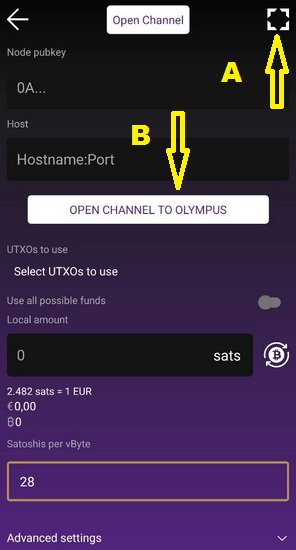 Open Channel
A
Node pubkey
0A...
Host
B
Hostname:Port
OPEN CHANNEL TO OLYMPUS
UTXOs to use
Select UTXOs to use
Use all possible funds
Local amount
0 sats
2.482 sats = 1 EUR
€0,00
₿0
Satoshis per vByte
28
Advanced settings